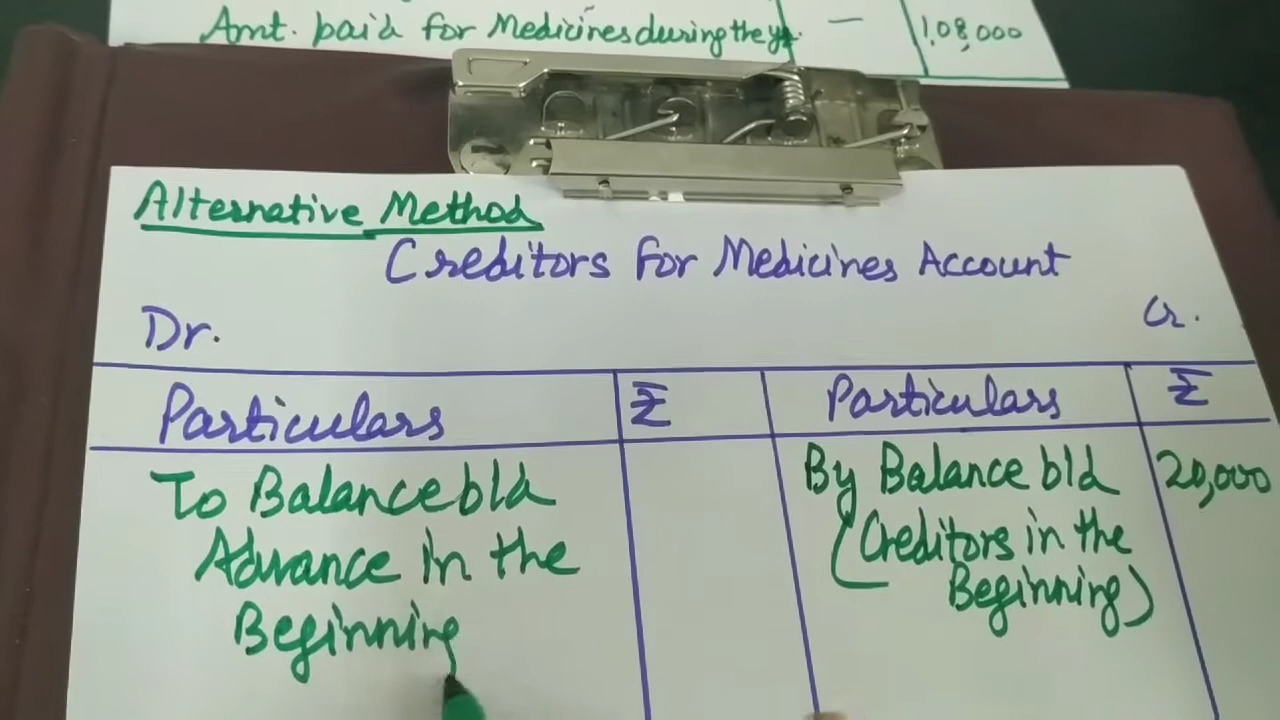 Amt. paid for Medicines during the yr. — 1,08,000
Alternative Method
Creditors For Medicines Account
Dr. Cr.
Particulars ₹ Particulars ₹
To Balance b/d By Balance b/d 20,000
Advance in the (Creditors in the
Beginning Beginning)